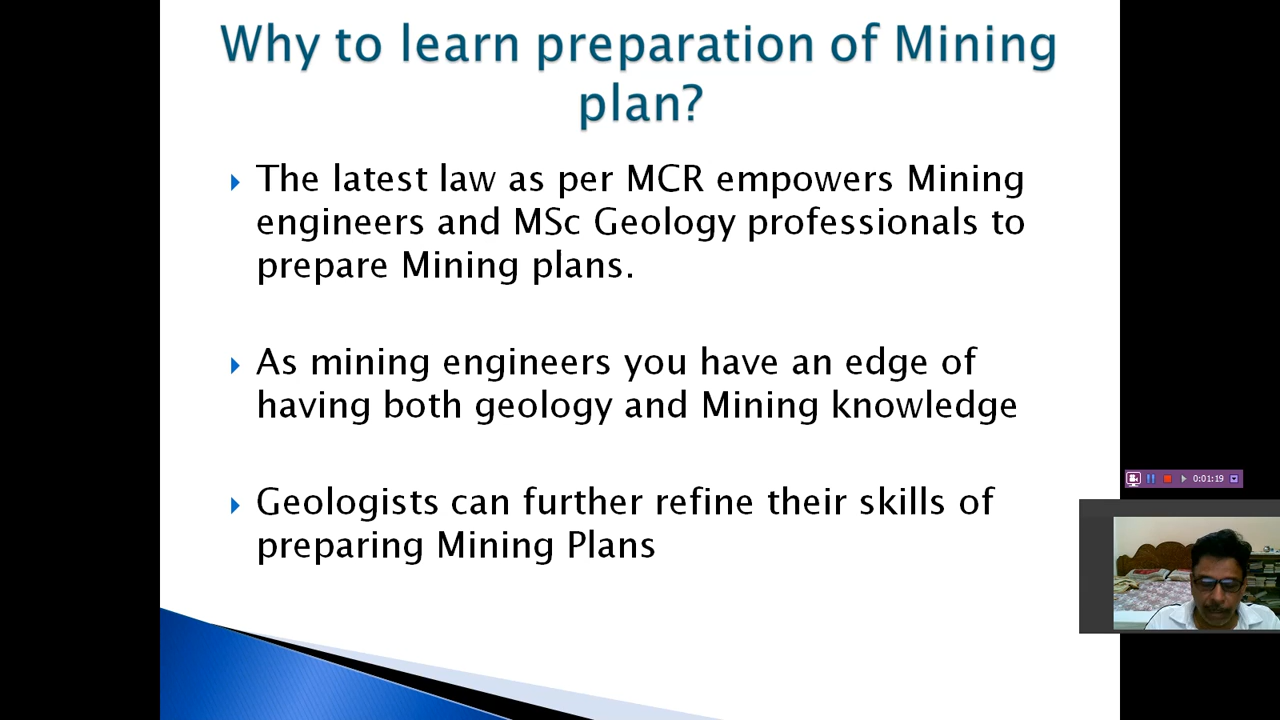 Why to learn preparation of Mining
plan?
The latest law as per MCR empowers Mining
engineers and MSc Geology professionals to
prepare Mining plans.
As mining engineers you have an edge of
having both geology and Mining knowledge
Geologists can further refine their skills of
preparing Mining Plans
0:01:19